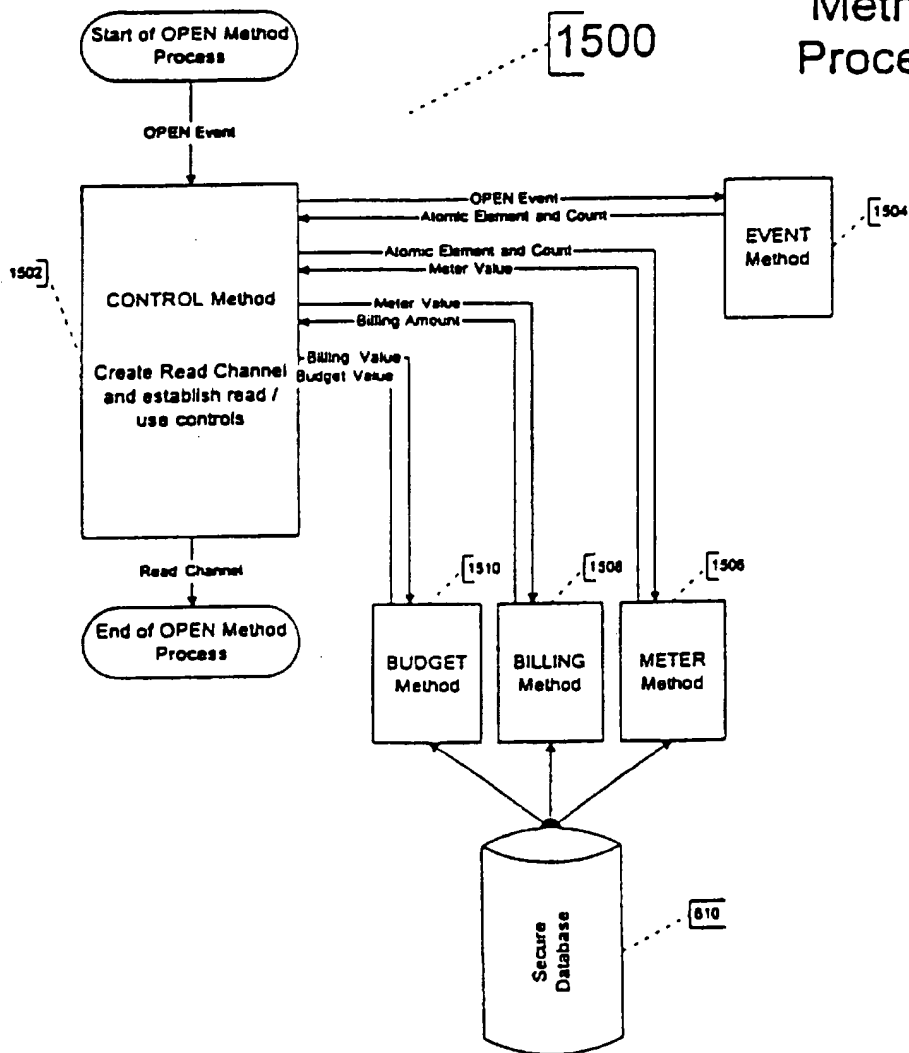 Start of OPEN Method
Process
1500
OPEN Event
OPEN Event
Atomic Element and Count
EVENT
Method
1504
1502
CONTROL Method
Create Read Channel
and establish read /
use controls
Atomic Element and Count
Meter Value
Meter Value
Billing Amount
Billing Value
Budget Value
Read Channel
End of OPEN Method
Process
1510
1508
1506
BUDGET
Method
BILLING
Method
METER
Method
Secure
Database
610